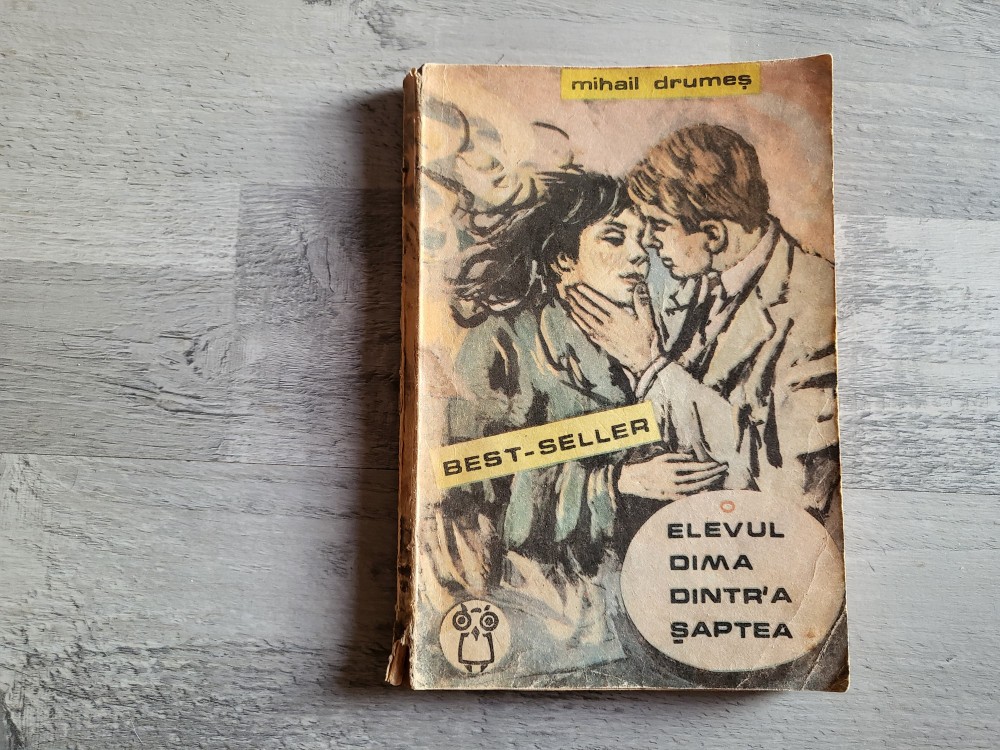 mihail drumeș
BEST-SELLER
ELEVUL
DIMA
DINTR'A
ȘAPTEA